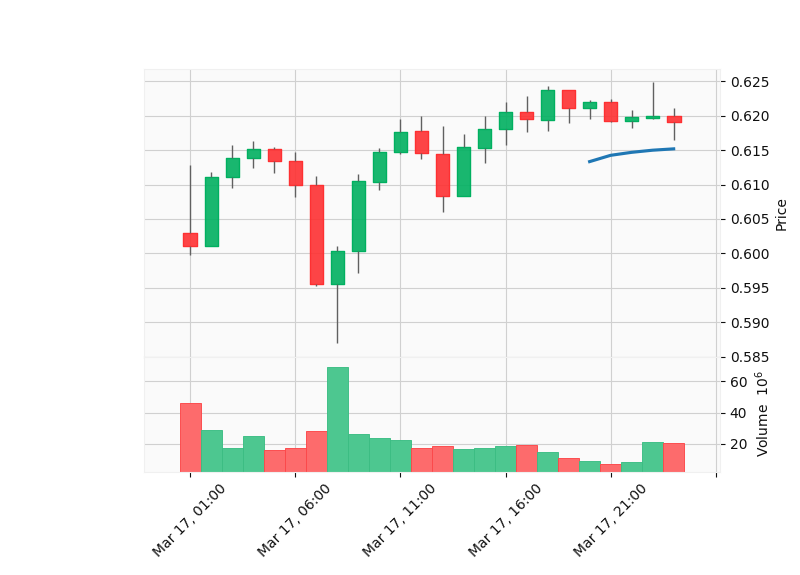 0.625
0.620
0.615
0.610
0.605
0.600
0.595
0.590
0.585
Price
60
40
20
Volume 10⁶
Mar 17, 01:00
Mar 17, 06:00
Mar 17, 11:00
Mar 17, 16:00
Mar 17, 21:00